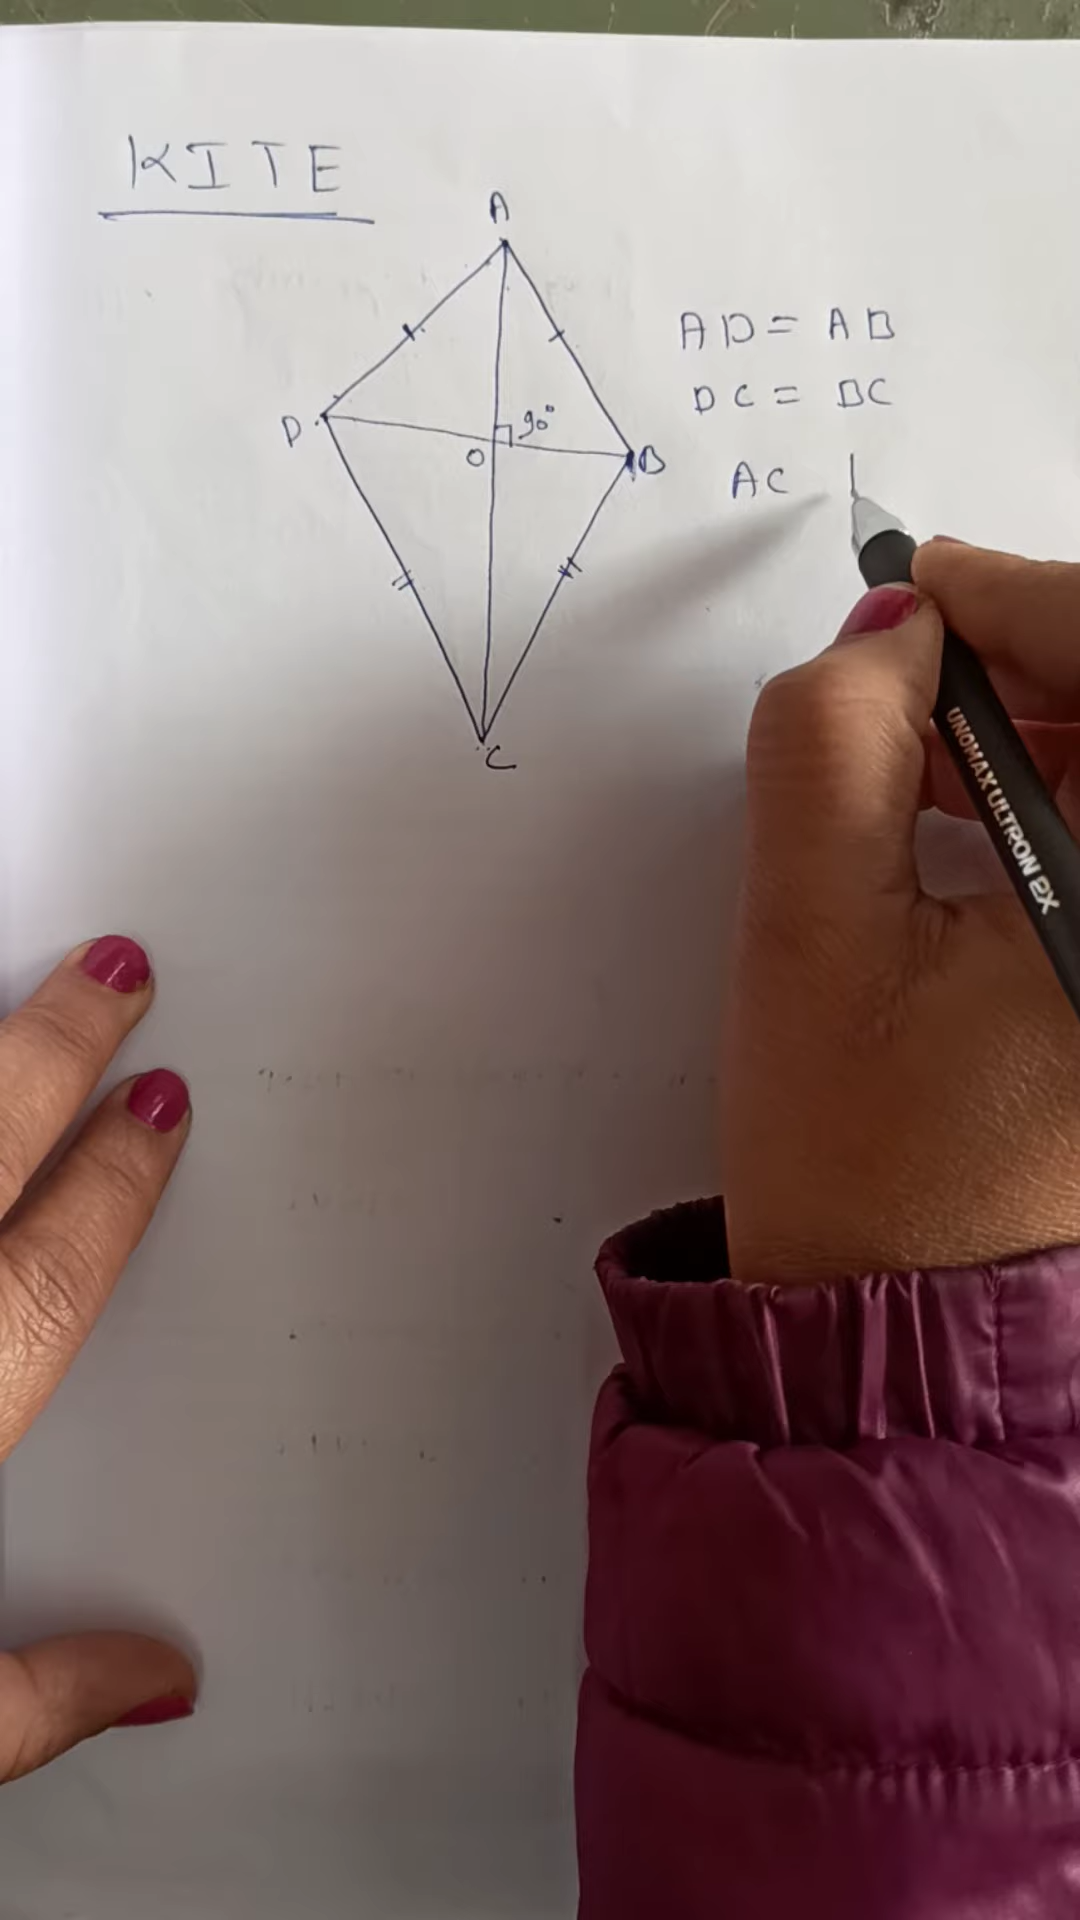 KITE
A
AD = AB
DC = BC
D
90°
O
B
AC
C
UNOMAX ULTRON 2X